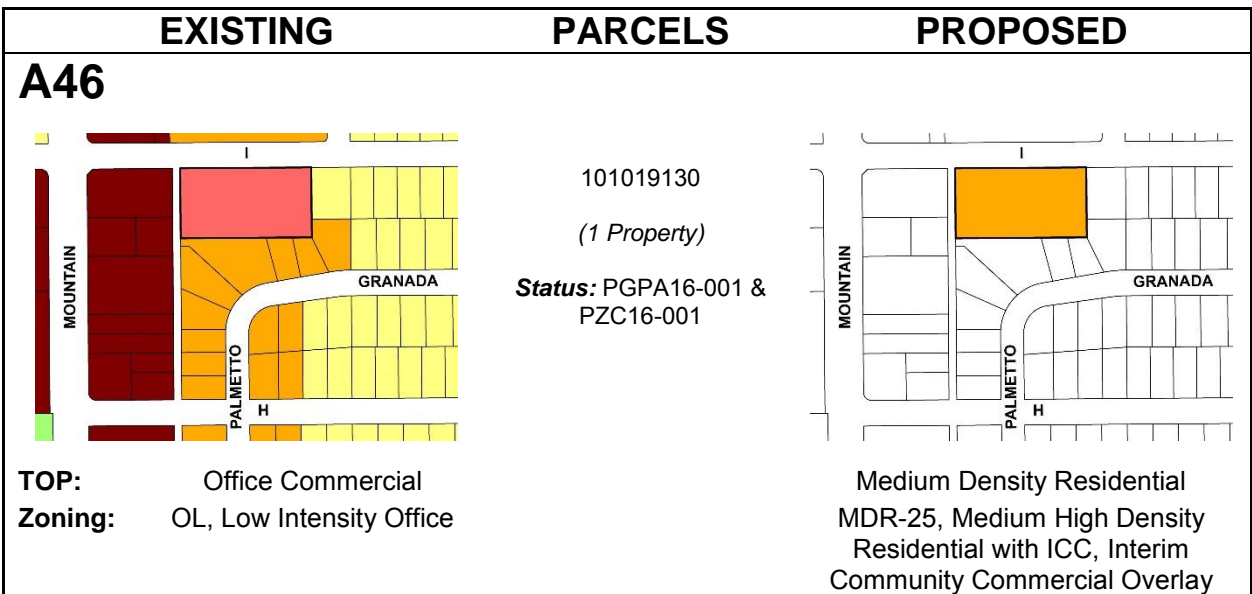 EXISTING PARCELS PROPOSED
A46
I
MOUNTAIN
GRANADA
PALMETTO
H
101019130
(1 Property)
Status: PGPA16-001 &
PZC16-001
I
MOUNTAIN
GRANADA
PALMETTO
H
TOP: Office Commercial Medium Density Residential
Zoning: OL, Low Intensity Office MDR-25, Medium High Density
Residential with ICC, Interim
Community Commercial Overlay